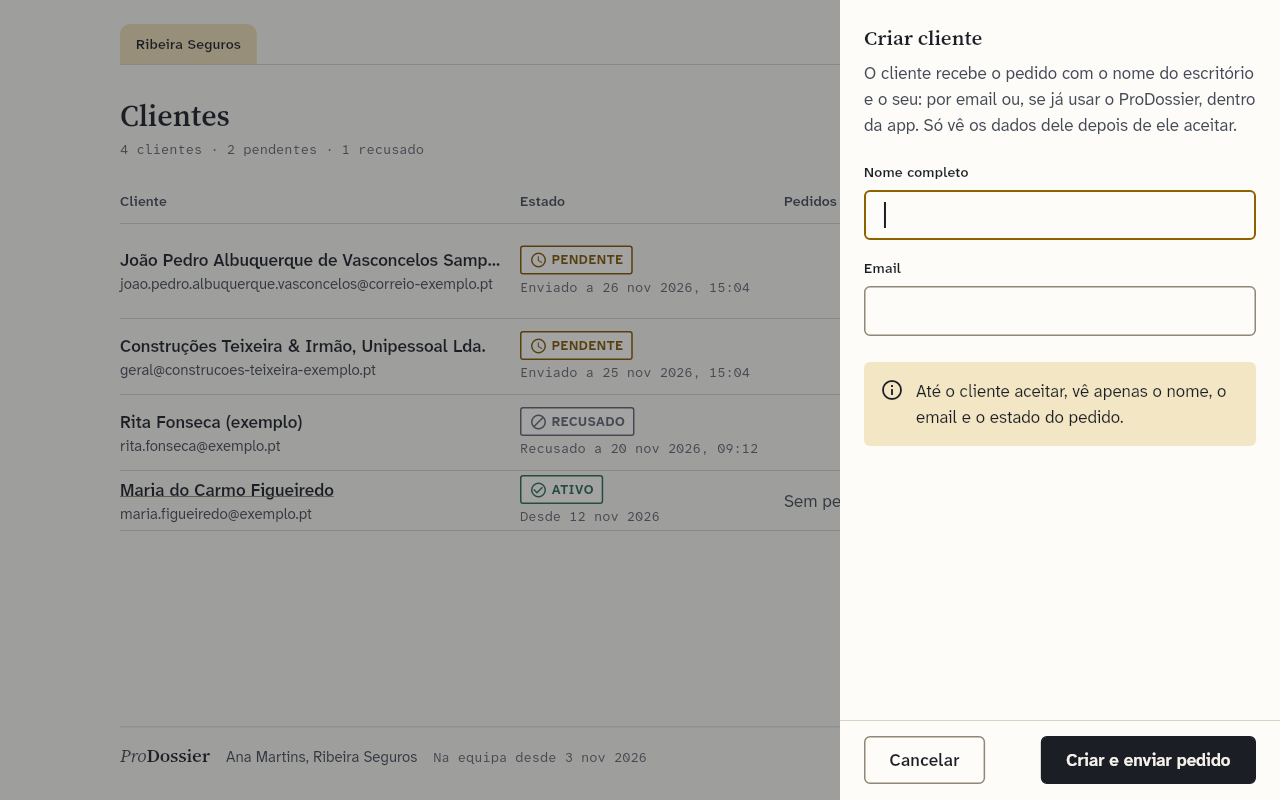 Ribeira Seguros
Clientes
4 clientes · 2 pendentes · 1 recusado
Cliente Estado Pedidos
João Pedro Albuquerque de Vasconcelos Samp...
joao.pedro.albuquerque.vasconcelos@correio-exemplo.pt
PENDENTE
Enviado a 26 nov 2026, 15:04
Construções Teixeira & Irmão, Unipessoal Lda.
geral@construcoes-teixeira-exemplo.pt
PENDENTE
Enviado a 25 nov 2026, 15:04
Rita Fonseca (exemplo)
rita.fonseca@exemplo.pt
RECUSADO
Recusado a 20 nov 2026, 09:12
Maria do Carmo Figueiredo
maria.figueiredo@exemplo.pt
ATIVO
Desde 12 nov 2026
Sem pe
ProDossier Ana Martins, Ribeira Seguros Na equipa desde 3 nov 2026
Criar cliente
O cliente recebe o pedido com o nome do escritório
e o seu: por email ou, se já usar o ProDossier, dentro
da app. Só vê os dados dele depois de ele aceitar.
Nome completo
Email
Até o cliente aceitar, vê apenas o nome, o
email e o estado do pedido.
Cancelar
Criar e enviar pedido